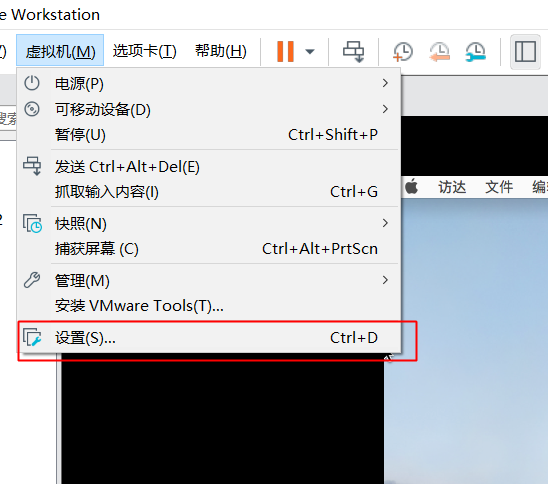 e Workstation
虚拟机(M) 选项卡(T) 帮助(H)
电源(P)
可移动设备(D)
暂停(U) Ctrl+Shift+P
发送 Ctrl+Alt+Del(E)
抓取输入内容(I) Ctrl+G
快照(N)
捕获屏幕 (C) Ctrl+Alt+PrtScn
管理(M)
安装 VMware Tools(T)...
设置(S)... Ctrl+D
访达 文件